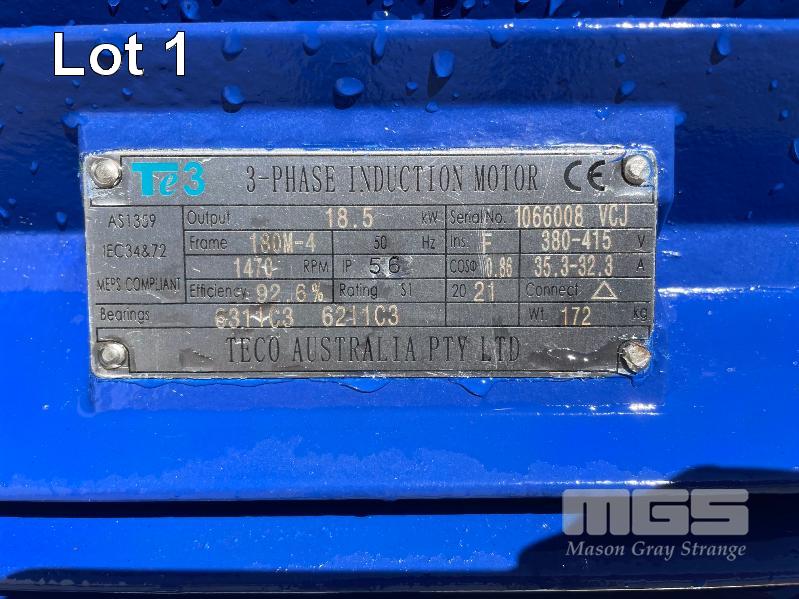 Lot 1
Te3 3-PHASE INDUCTION MOTOR CE
AS1359
IEC34&72
MEPS COMPLIANT
Output 18.5 kW Serial No. 1066008 VCJ
Frame 180M-4 50 Hz Ins. F 380-415 V
1470 RPM IP 56 COSΦ 0.86 35.3-32.3 A
Efficiency 92.6% Rating S1 20 21 Connect △
Bearings 6311C3 6211C3 Wt. 172 kg
TECO AUSTRALIA PTY LTD
MGS
Mason Gray Strange